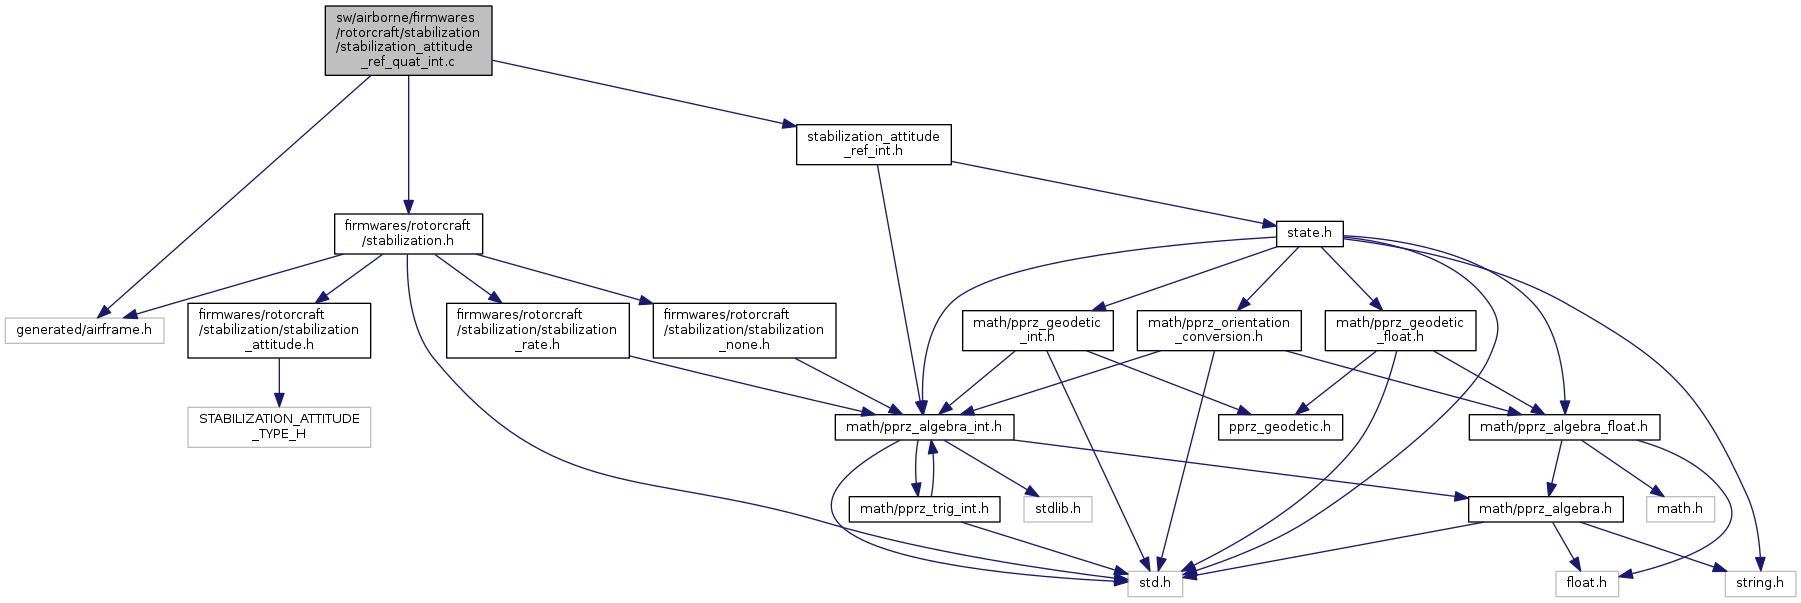 sw/airborne/firmwares
/rotorcraft/stabilization
/stabilization_attitude
_ref_quat_int.c
stabilization_attitude
_ref_int.h
firmwares/rotorcraft
/stabilization.h
state.h
generated/airframe.h
firmwares/rotorcraft
/stabilization/stabilization
_attitude.h
firmwares/rotorcraft
/stabilization/stabilization
_rate.h
firmwares/rotorcraft
/stabilization/stabilization
_none.h
math/pprz_geodetic
_int.h
math/pprz_orientation
_conversion.h
math/pprz_geodetic
_float.h
STABILIZATION_ATTITUDE
_TYPE_H
math/pprz_algebra_int.h
pprz_geodetic.h
math/pprz_algebra_float.h
math/pprz_trig_int.h
stdlib.h
math/pprz_algebra.h
math.h
std.h
float.h
string.h